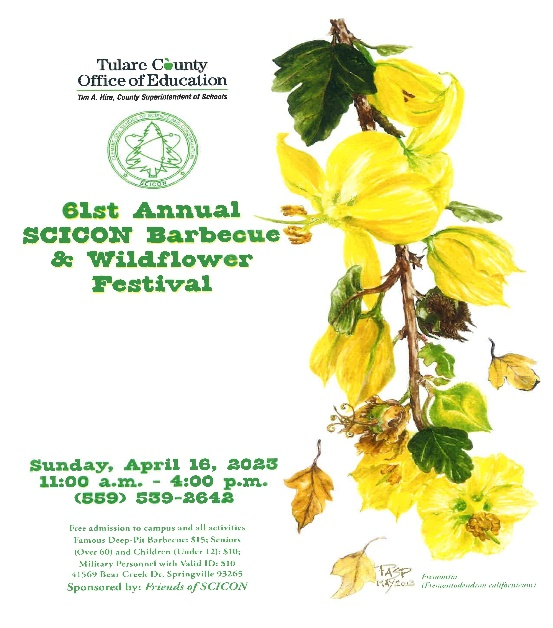 Tulare County
Office of Education
Tim A. Hire, County Superintendent of Schools
SCICON
61st Annual
SCICON Barbecue
& Wildflower
Festival
Sunday, April 16, 2023
11:00 a.m. - 4:00 p.m.
(559) 539-2642
Free admission to campus and all activities
Famous Deep-Pit Barbecue: $15; Seniors
(Over 60) and Children (Under 12): $10;
Military Personnel with Valid ID: $10
41569 Bear Creek Dr. Springville 93265
Sponsored by: Friends of SCICON
Fremontia
(Fremontodendron californicum)